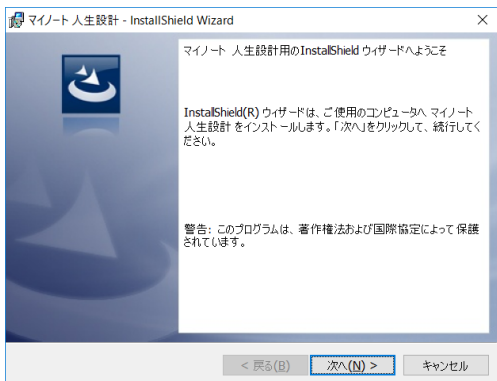 マイノート 人生設計 - InstallShield Wizard
マイノート 人生設計用のInstallShield ウィザードへようこそ
InstallShield(R) ウィザードは、ご使用のコンピュータへ マイノート
人生設計 をインストールします。「次へ」をクリックして、続行してく
ださい。
警告: このプログラムは、著作権法および国際協定によって保護
されています。
< 戻る(B)
次へ(N) >
キャンセル